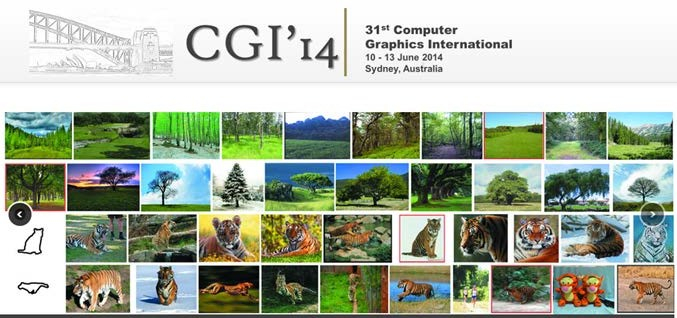 CGI'14
31st Computer
Graphics International
10 - 13 June 2014
Sydney, Australia